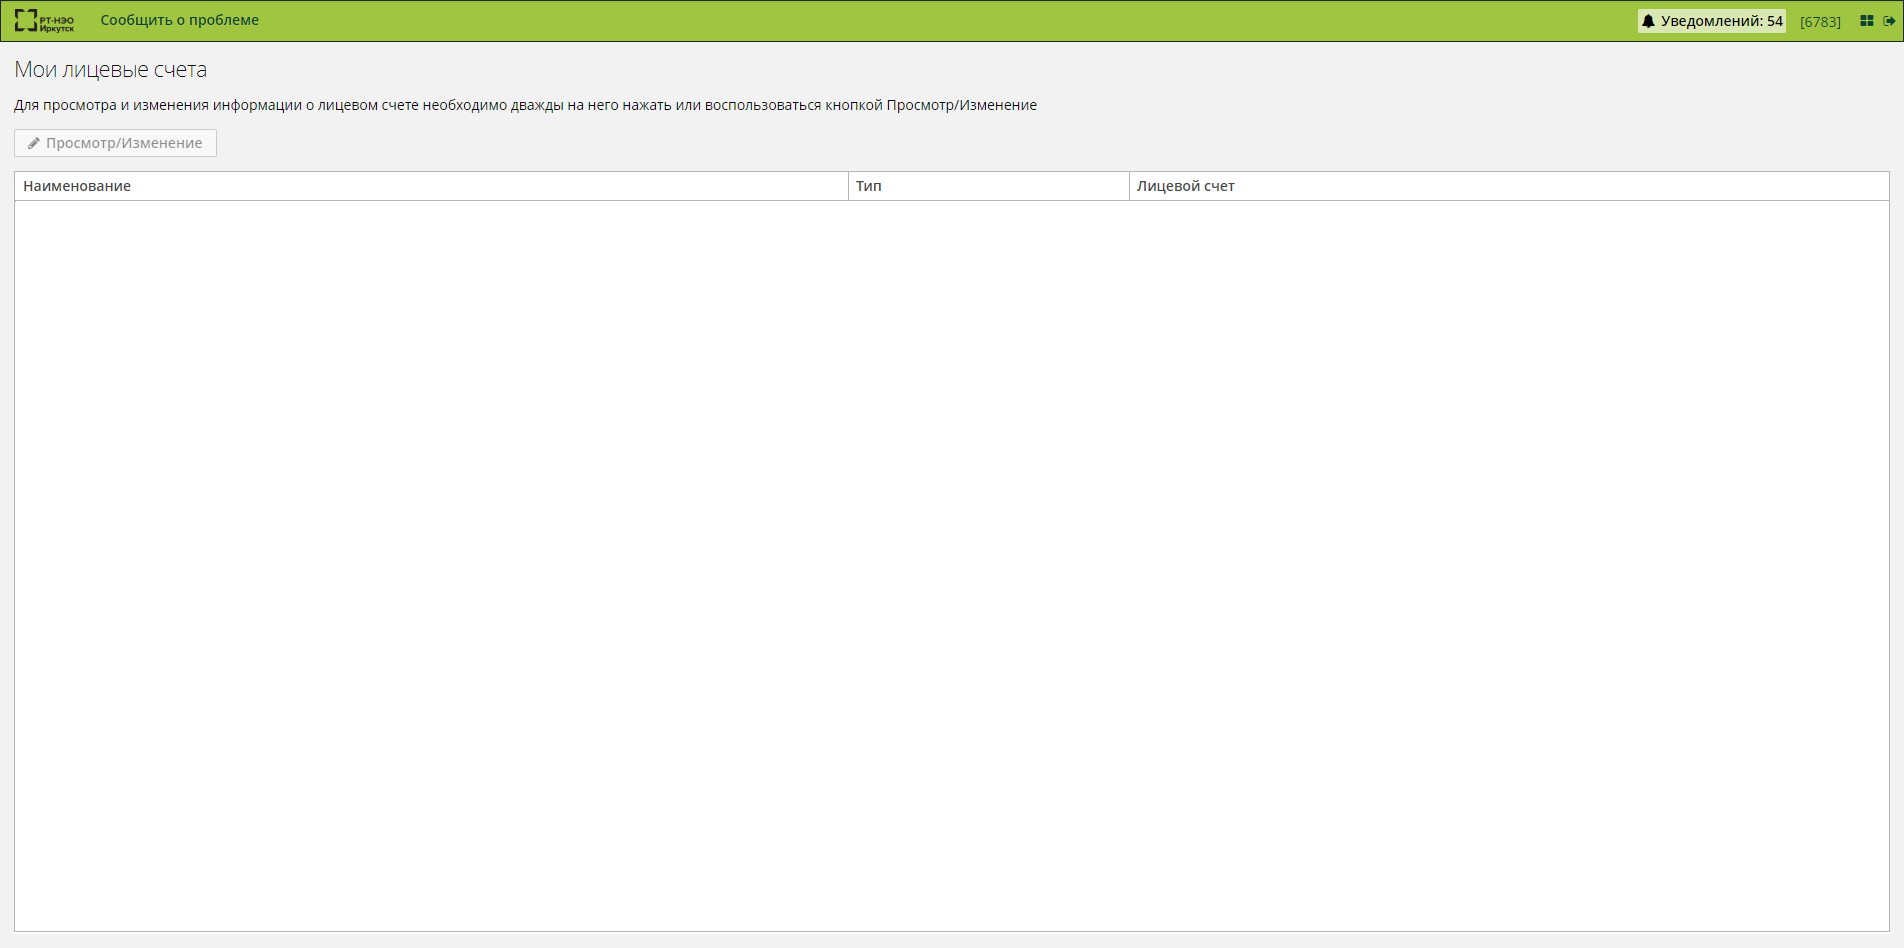 РТ-НЭО
Иркутск
Сообщить о проблеме
Уведомлений: 54
[6783]
Мои лицевые счета
Для просмотра и изменения информации о лицевом счете необходимо дважды на него нажать или воспользоваться кнопкой Просмотр/Изменение
Просмотр/Изменение
Наименование
Тип
Лицевой счет